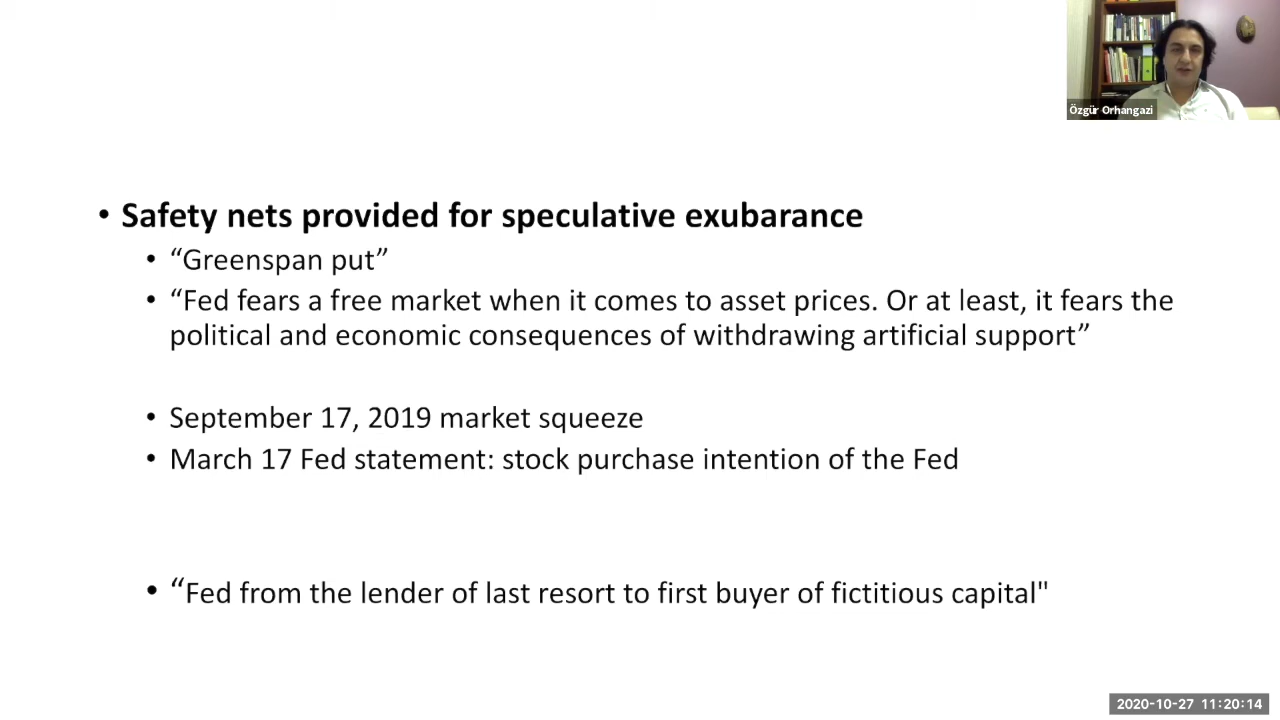 Özgür Orhangazi
• Safety nets provided for speculative exubarance
• “Greenspan put”
• “Fed fears a free market when it comes to asset prices. Or at least, it fears the
political and economic consequences of withdrawing artificial support”
• September 17, 2019 market squeeze
• March 17 Fed statement: stock purchase intention of the Fed
• “Fed from the lender of last resort to first buyer of fictitious capital"
2020-10-27 11:20:14